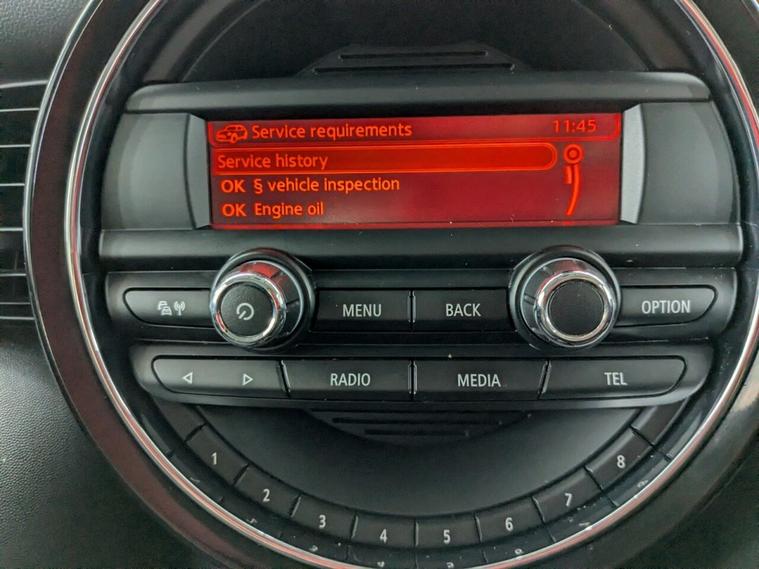 Service requirements 11:45
Service history
OK § vehicle inspection
OK Engine oil
MENU BACK OPTION
RADIO MEDIA TEL
1 2 3 4 5 6 7 8